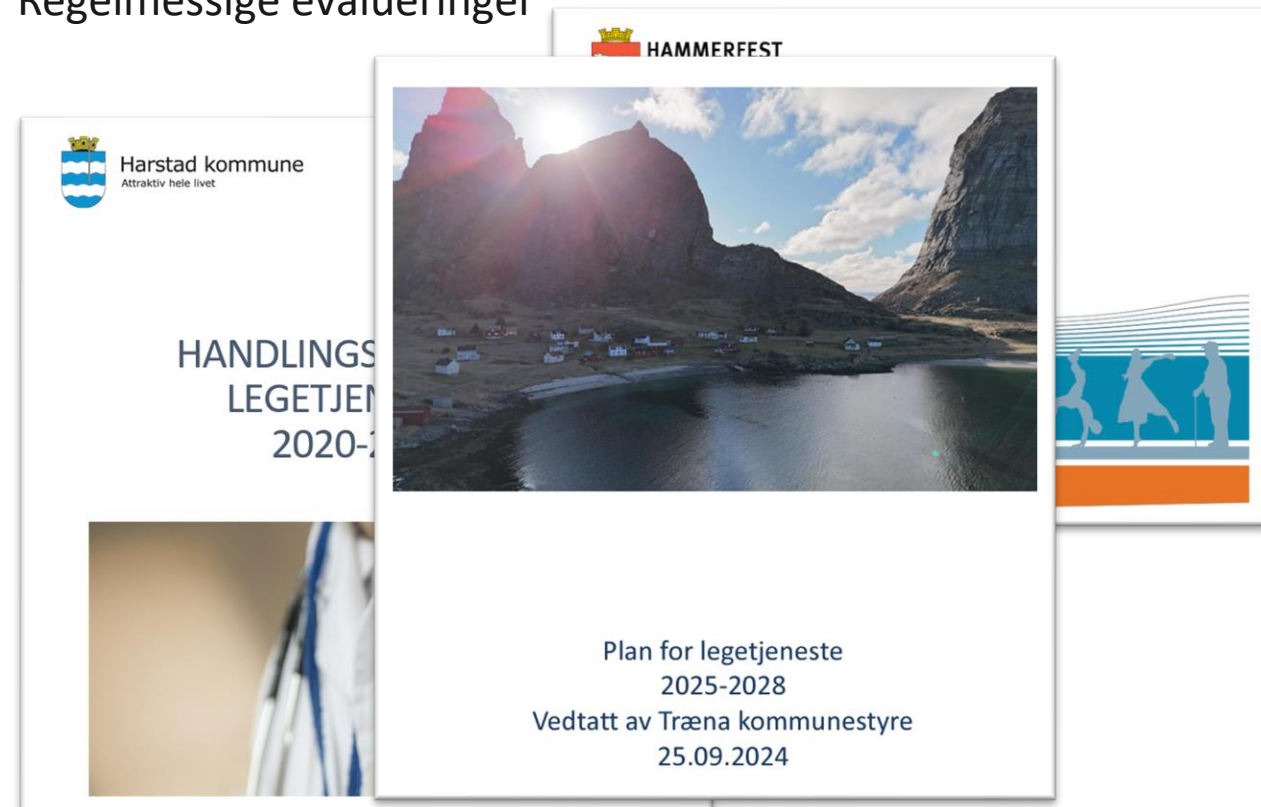 Regelmessige evalueringer
HAMMERFEST
Harstad kommune
Attraktiv hele livet
HANDLINGS
LEGETJEN
2020-2
Plan for legetjeneste
2025-2028
Vedtatt av Træna kommunestyre
25.09.2024